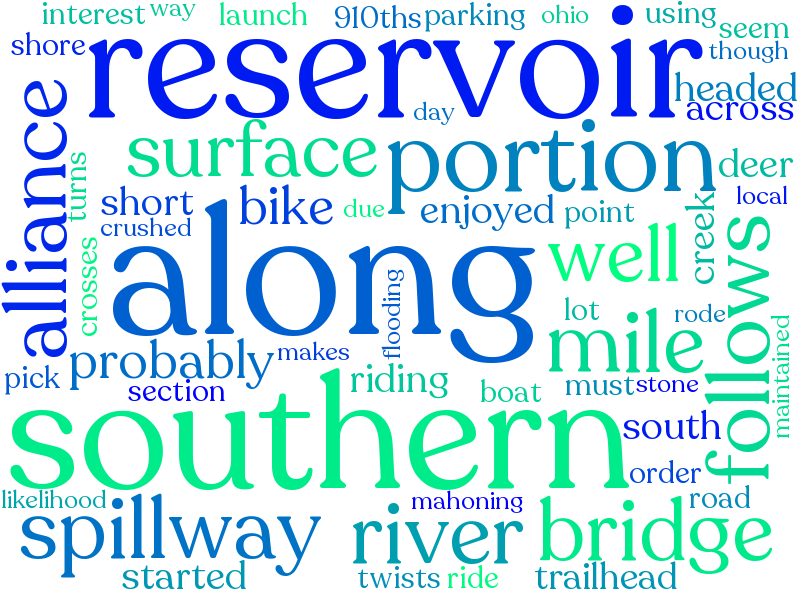 interest
way
launch
910ths
parking
ohio
using
seem
shore
reservoir
though
headed
across
day
alliance
surface
portion
deer
turns
short
bike
due
enjoyed
point
local
crushed
creek
along
well
follows
crosses
flooding
lot
mile
rode
maintained
probably
makes
pick
section
riding
boat
must
stone
southern
south
order
likelihood
spillway
mahoning
river
bridge
road
started
twists
ride
trailhead